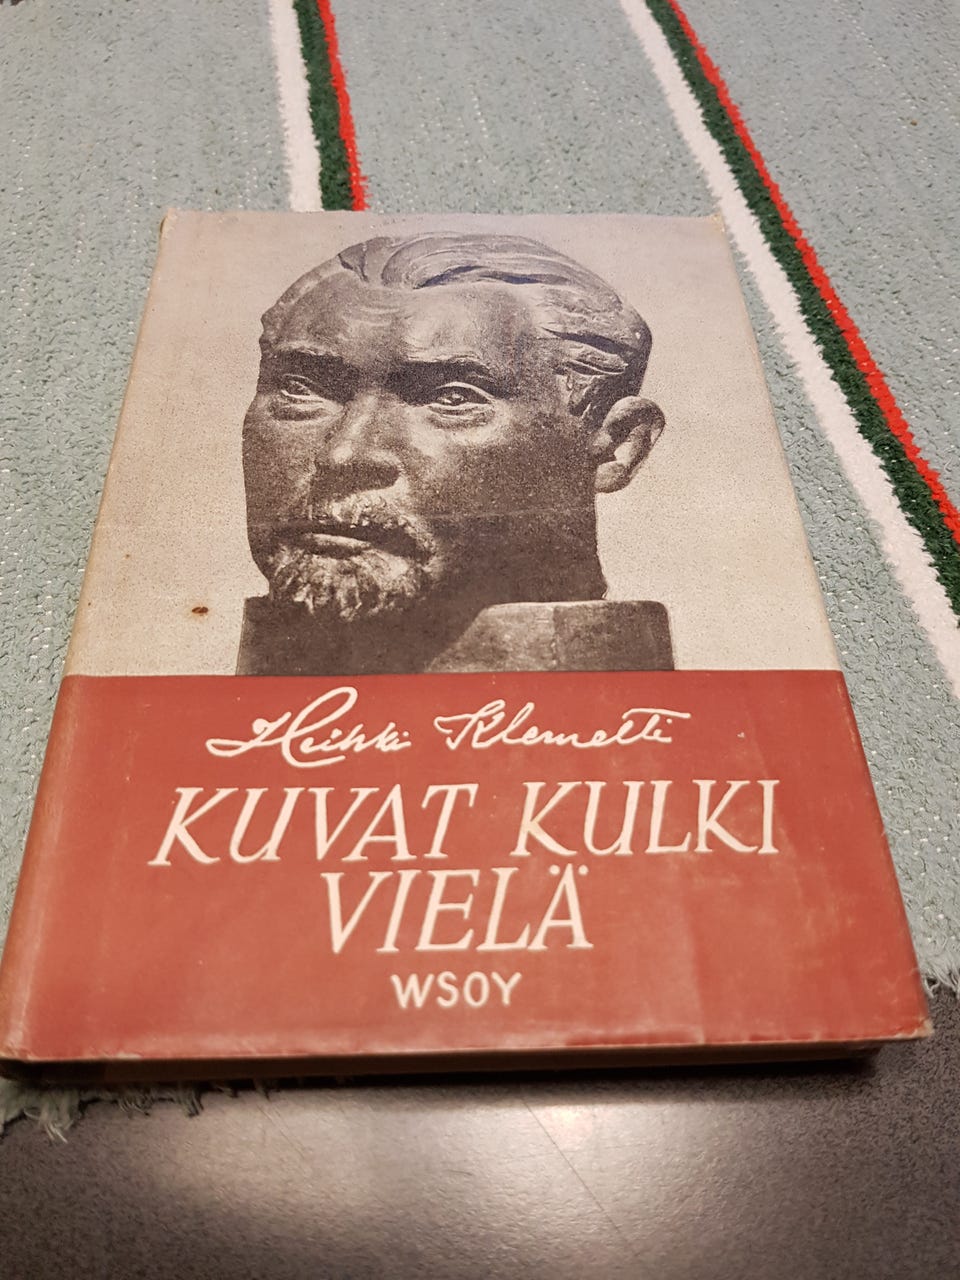 Heikki Klemetti
KUVAT KULKI
VIELÄ
WSOY